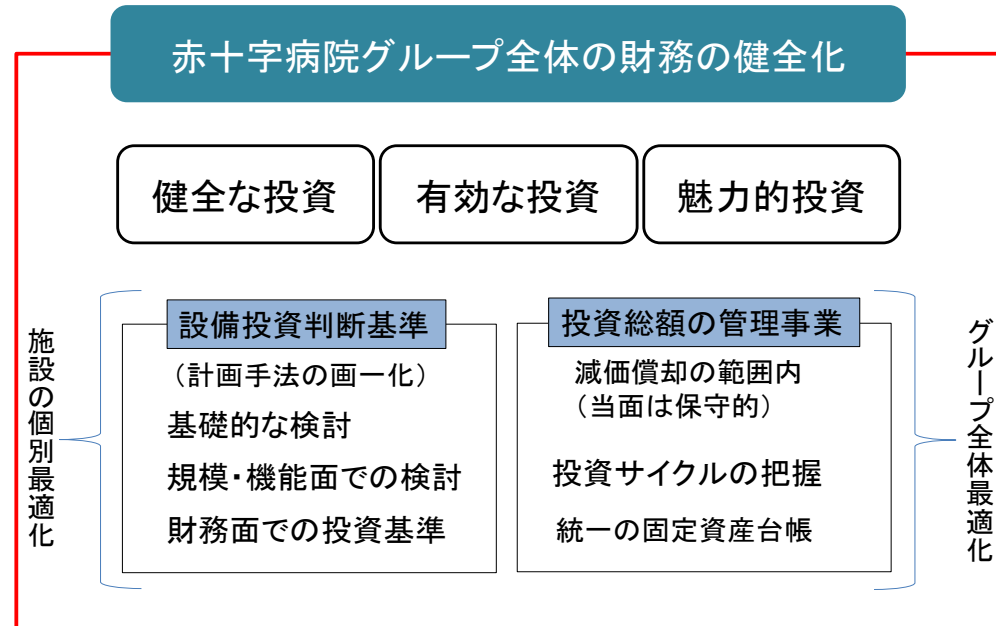 赤十字病院グループ全体の財務の健全化
健全な投資
有効な投資
魅力的投資
施設の個別最適化
設備投資判断基準
（計画手法の画一化）
基礎的な検討
規模・機能面での検討
財務面での投資基準
投資総額の管理事業
減価償却の範囲内
（当面は保守的）
投資サイクルの把握
統一の固定資産台帳
グループ全体最適化